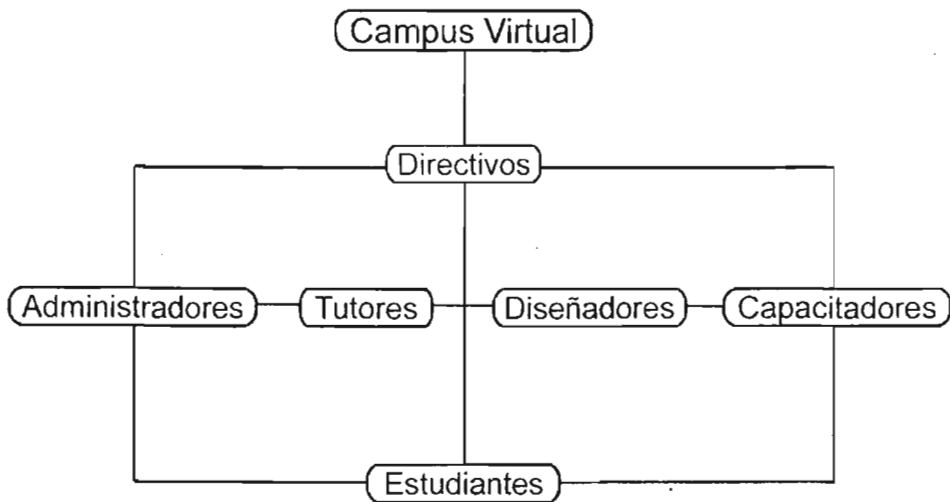 Campus Virtual
Directivos
Administradores
Tutores
Diseñadores
Capacitadores
Estudiantes